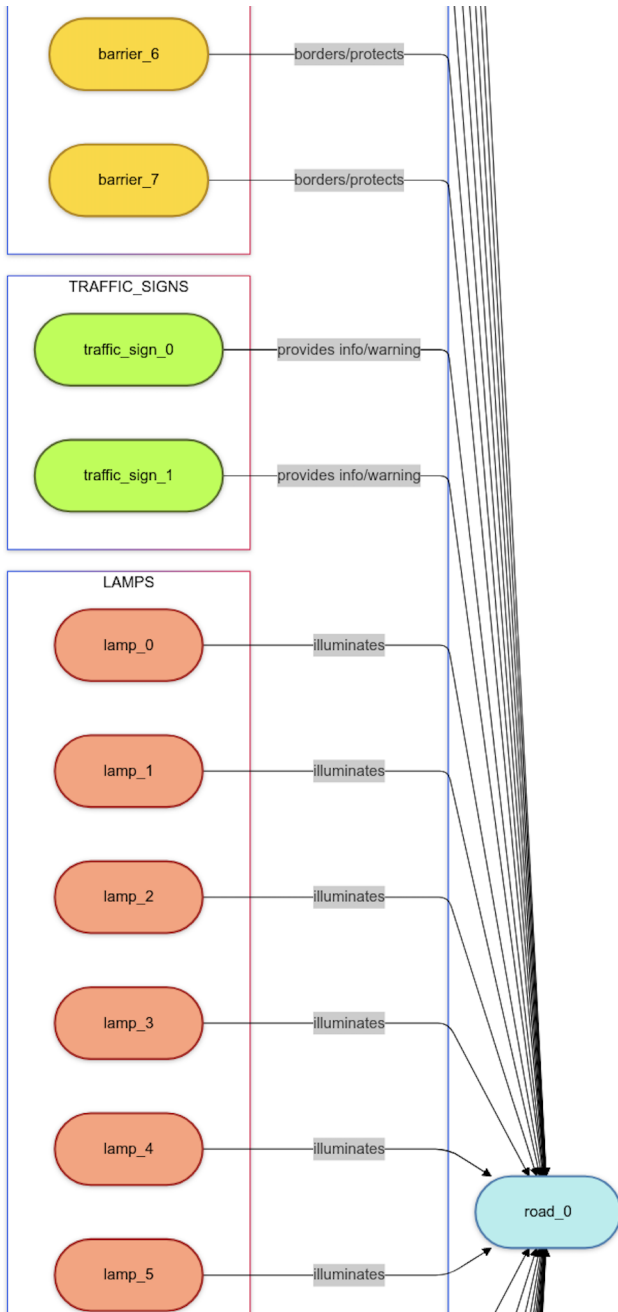 barrier_6
borders/protects
barrier_7
borders/protects
TRAFFIC_SIGNS
traffic_sign_0
provides info/warning
traffic_sign_1
provides info/warning
LAMPS
lamp_0
illuminates
lamp_1
illuminates
lamp_2
illuminates
lamp_3
illuminates
lamp_4
illuminates
road_0
lamp_5
illuminates